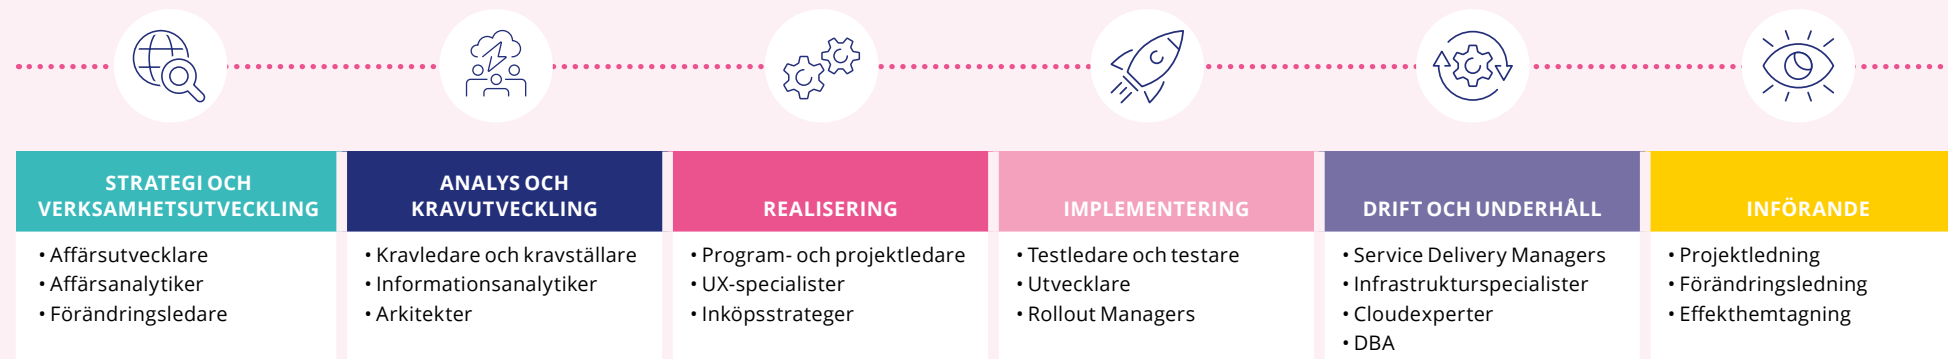 STRATEGI OCH
VERKSAMHETSUTVECKLING
• Affärsutvecklare
• Affärsanalytiker
• Förändringsledare
ANALYS OCH
KRAVUTVECKLING
• Kravledare och kravställare
• Informationsanalytiker
• Arkitekter
REALISERING
• Program- och projektledare
• UX-specialister
• Inköpsstrateger
IMPLEMENTERING
• Testledare och testare
• Utvecklare
• Rollout Managers
DRIFT OCH UNDERHÅLL
• Service Delivery Managers
• Infrastrukturspecialister
• Cloudexperter
• DBA
INFÖRANDE
• Projektledning
• Förändringsledning
• Effekthemtagning